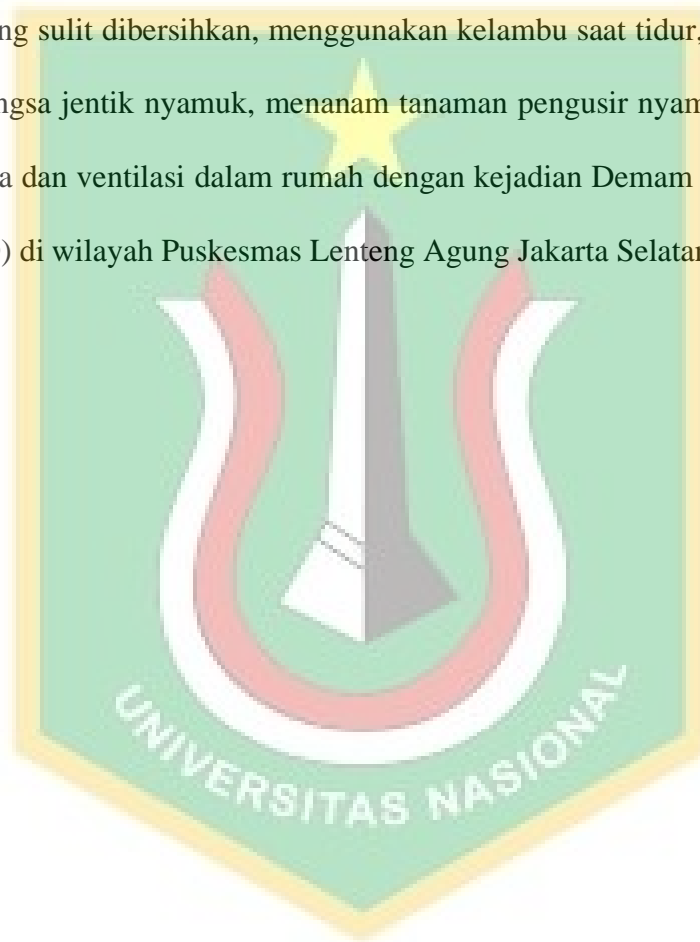 ng sulit dibersihkan, menggunakan kelambu saat tidur,
ngsa jentik nyamuk, menanam tanaman pengusir nyam
a dan ventilasi dalam rumah dengan kejadian Demam
) di wilayah Puskesmas Lenteng Agung Jakarta Selatan
UNIVERSITAS NASIONAL